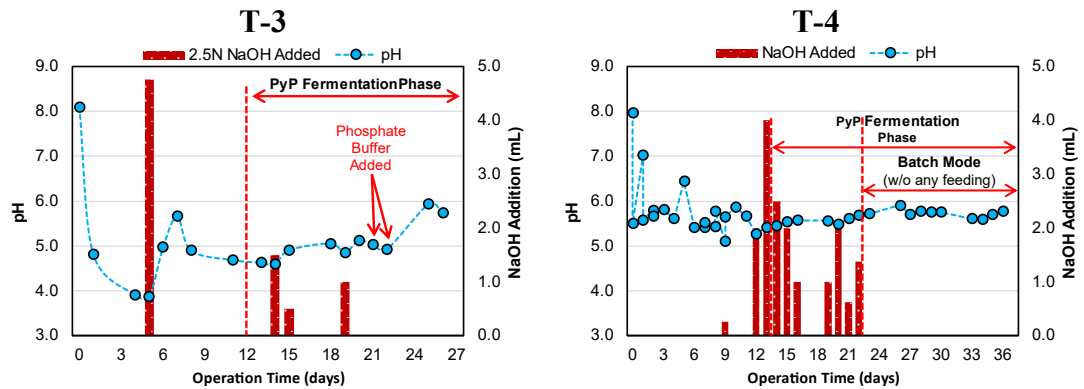 T-3
2.5N NaOH Added
pH
9.0
8.0
7.0
6.0
5.0
4.0
3.0
pH
5.0
4.0
3.0
2.0
1.0
0.0
NaOH Addition (mL)
PyP FermentationPhase
Phosphate
Buffer
Added
0 3 6 9 12 15 18 21 24 27
Operation Time (days)
T-4
NaOH Added
pH
9.0
8.0
7.0
6.0
5.0
4.0
3.0
pH
5.0
4.0
3.0
2.0
1.0
0.0
NaOH Addition (mL)
PyP Fermentation
Phase
Batch Mode
(w/o any feeding)
0 3 6 9 12 15 18 21 24 27 30 33 36
Operation Time (days)